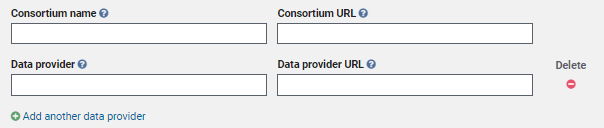 Consortium name ? Consortium URL ?
Data provider ? Data provider URL ? Delete
Add another data provider